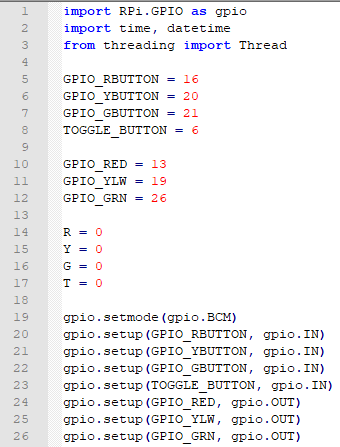 1 import RPi.GPIO as gpio
2 import time, datetime
3 from threading import Thread
4
5 GPIO_RBUTTON = 16
6 GPIO_YBUTTON = 20
7 GPIO_GBUTTON = 21
8 TOGGLE_BUTTON = 6
9
10 GPIO_RED = 13
11 GPIO_YLW = 19
12 GPIO_GRN = 26
13
14 R = 0
15 Y = 0
16 G = 0
17 T = 0
18
19 gpio.setmode(gpio.BCM)
20 gpio.setup(GPIO_RBUTTON, gpio.IN)
21 gpio.setup(GPIO_YBUTTON, gpio.IN)
22 gpio.setup(GPIO_GBUTTON, gpio.IN)
23 gpio.setup(TOGGLE_BUTTON, gpio.IN)
24 gpio.setup(GPIO_RED, gpio.OUT)
25 gpio.setup(GPIO_YLW, gpio.OUT)
26 gpio.setup(GPIO_GRN, gpio.OUT)